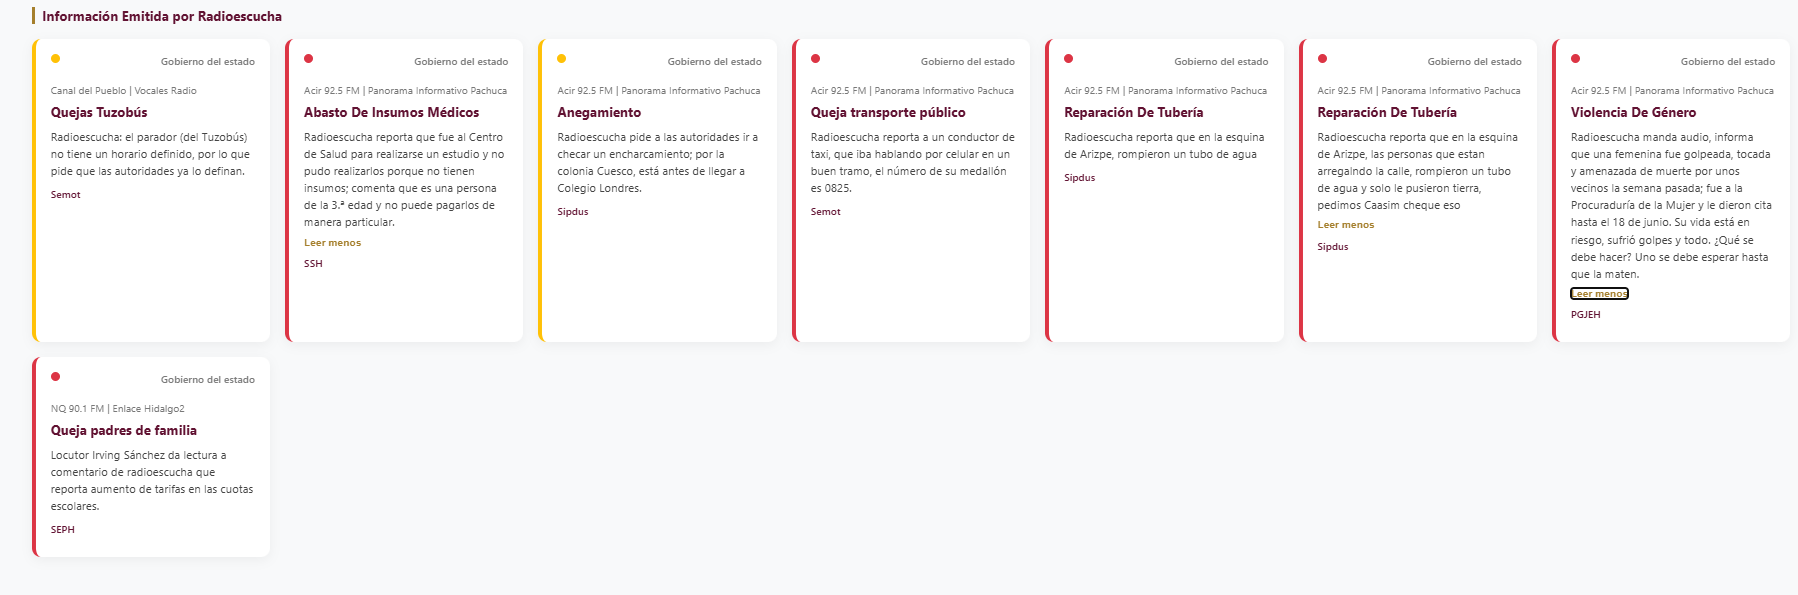 Información Emitida por Radioescucha
Gobierno del estado
Canal del Pueblo | Vocales Radio
Quejas Tuzobús
Radioescucha: el parador (del Tuzobús)
no tiene un horario definido, por lo que
pide que las autoridades ya lo definan.
Semot
Gobierno del estado
Acir 92.5 FM | Panorama Informativo Pachuca
Abasto De Insumos Médicos
Radioescucha reporta que fue al Centro
de Salud para realizarse un estudio y no
pudo realizarlos porque no tienen
insumos; comenta que es una persona
de la 3.ª edad y no puede pagarlos de
manera particular.
Leer menos
SSH
Gobierno del estado
Acir 92.5 FM | Panorama Informativo Pachuca
Anegamiento
Radioescucha pide a las autoridades ir a
checar un encharcamiento; por la
colonia Cuesco, está antes de llegar a
Colegio Londres.
Sipdus
Gobierno del estado
Acir 92.5 FM | Panorama Informativo Pachuca
Queja transporte público
Radioescucha reporta a un conductor de
taxi, que iba hablando por celular en un
buen tramo, el número de su medallón
es 0825.
Semot
Gobierno del estado
Acir 92.5 FM | Panorama Informativo Pachuca
Reparación De Tubería
Radioescucha reporta que en la esquina
de Arizpe, rompieron un tubo de agua
Sipdus
Gobierno del estado
Acir 92.5 FM | Panorama Informativo Pachuca
Reparación De Tubería
Radioescucha reporta que en la esquina
de Arizpe, las personas que estan
arregalndo la calle, rompieron un tubo
de agua y solo le pusieron tierra,
pedimos Caasim cheque eso
Leer menos
Sipdus
Gobierno del estado
Acir 92.5 FM | Panorama Informativo Pachuca
Violencia De Género
Radioescucha manda audio, informa
que una femenina fue golpeada, tocada
y amenazada de muerte por unos
vecinos la semana pasada; fue a la
Procuraduría de la Mujer y le dieron cita
hasta el 18 de junio. Su vida está en
riesgo, sufrió golpes y todo. ¿Qué se
debe hacer? Uno se debe esperar hasta
que la maten.
Leer menos
PGJEH
Gobierno del estado
NQ 90.1 FM | Enlace Hidalgo2
Queja padres de familia
Locutor Irving Sánchez da lectura a
comentario de radioescucha que
reporta aumento de tarifas en las cuotas
escolares.
SEPH